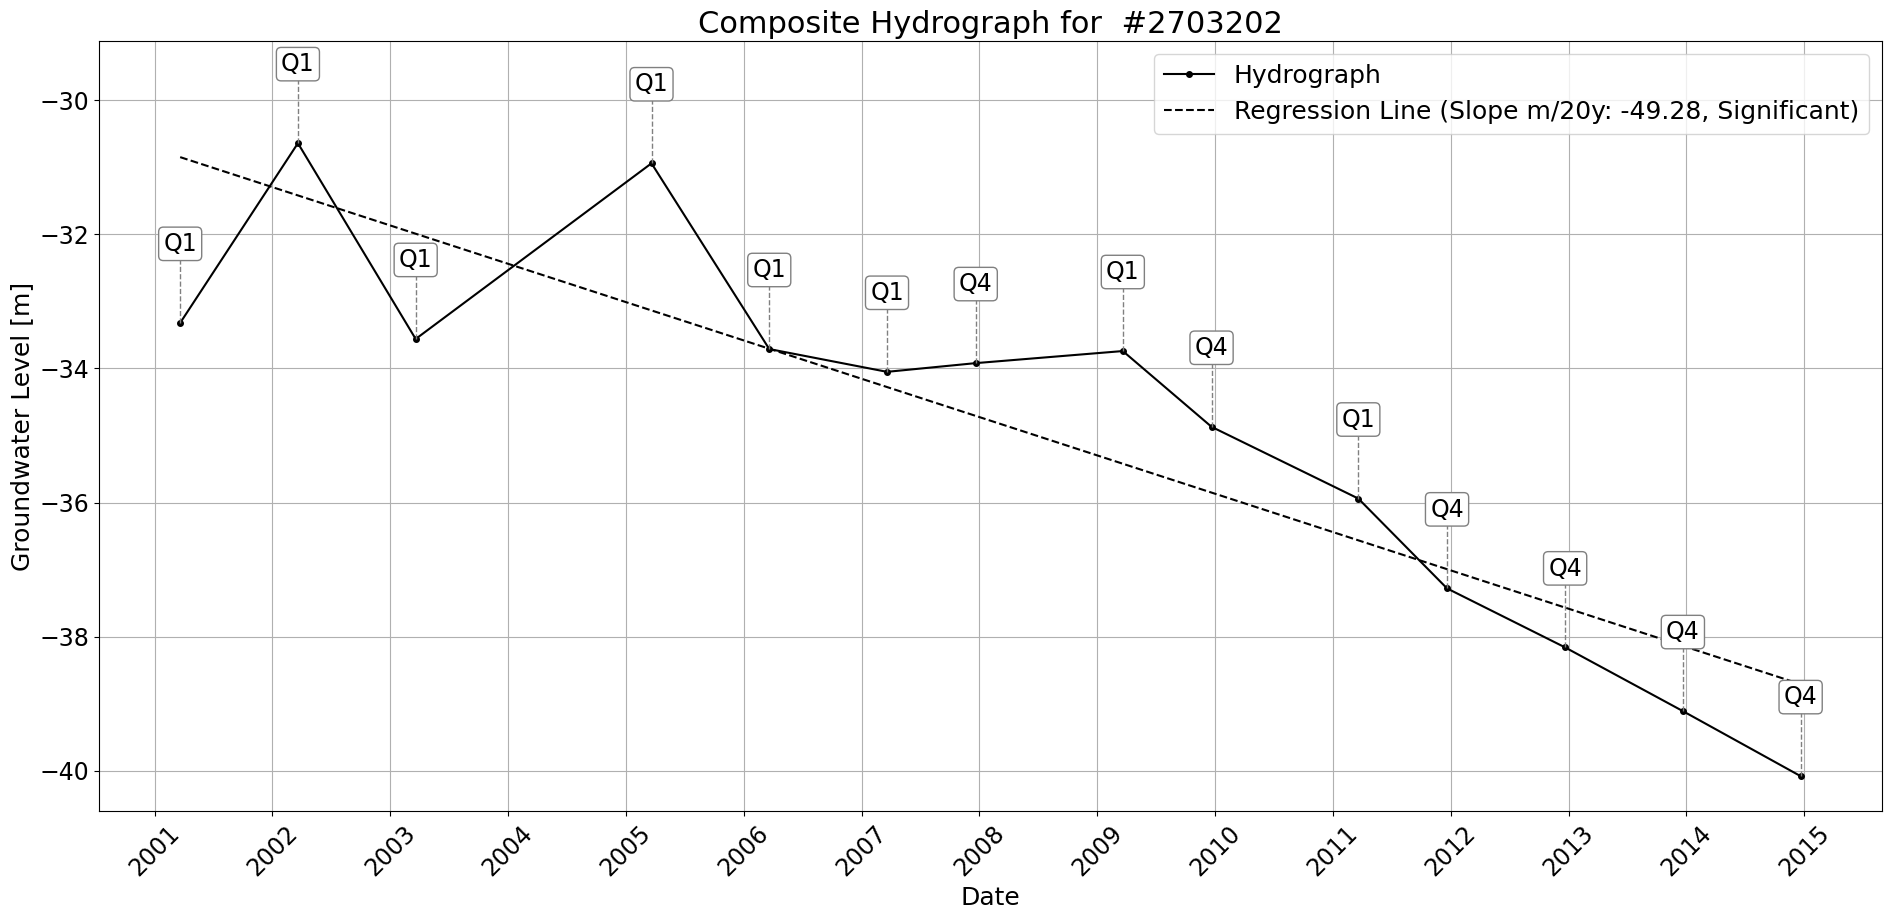 Composite Hydrograph for  #2703202
Hydrograph
Regression Line (Slope m/20y: -49.28, Significant)
Groundwater Level [m]
−30
−32
−34
−36
−38
−40
Q1
Q1
Q1
Q1
Q1
Q1
Q4
Q1
Q4
Q1
Q4
Q4
Q4
Q4
2001
2002
2003
2004
2005
2006
2007
2008
2009
2010
2011
2012
2013
2014
2015
Date